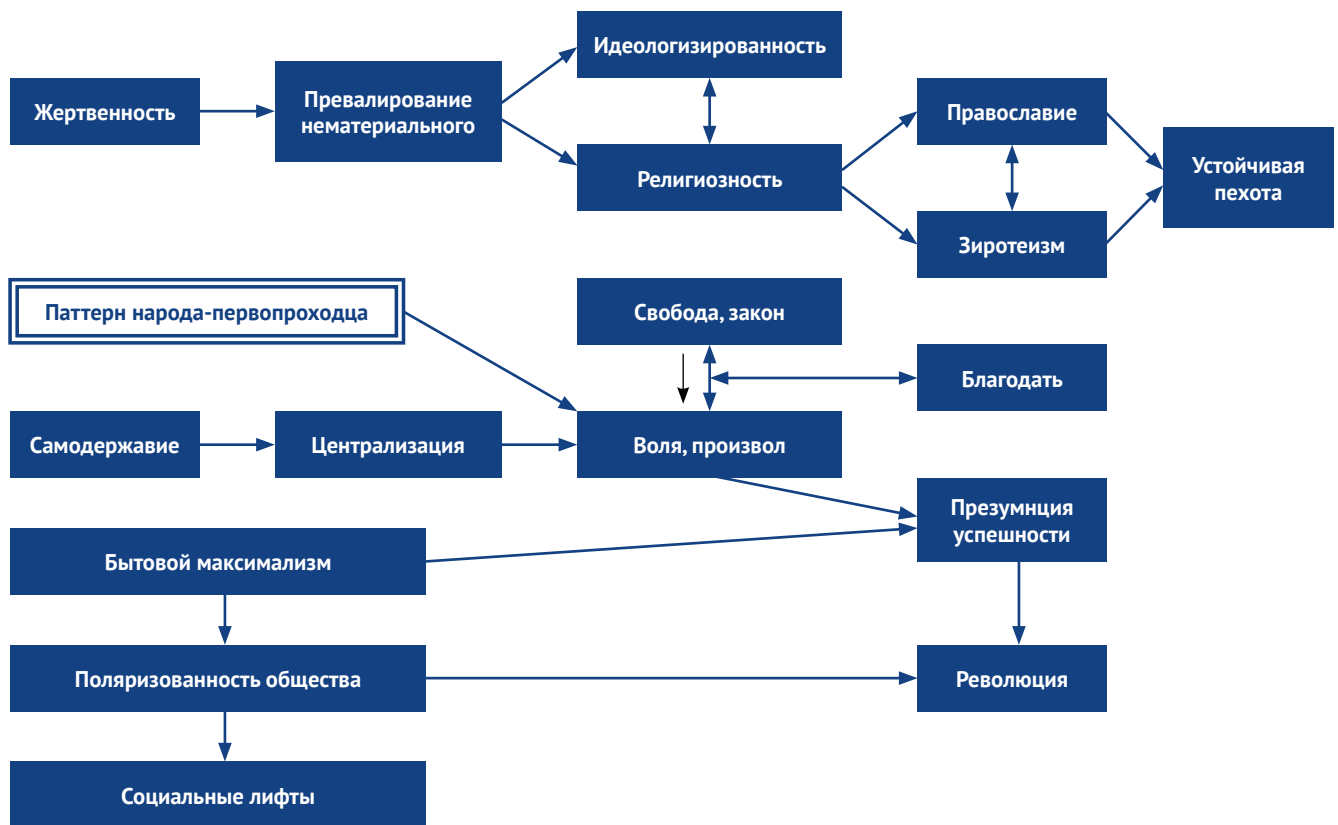 Идеологизированность
Жертвенность
Превалирование
нематериального
Православие
Религиозность
Устойчивая
пехота
Зиротеизм
Паттерн народа-первопроходца
Свобода, закон
Благодать
Самодержавие
Централизация
Воля, произвол
Презумнция
успешности
Бытовой максимализм
Поляризованность общества
Революция
Социальные лифты